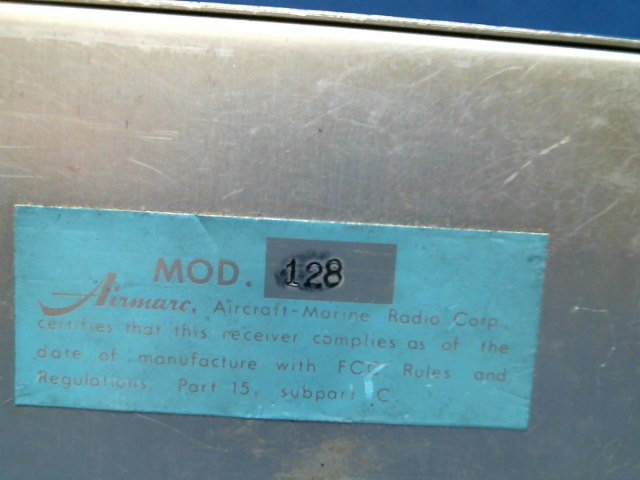 MOD. 128
Airmarc, Aircraft-Marine Radio Corp.,
certifies that this receiver complies as of the
date of manufacture with FCC Rules and
Regulations, Part 15, subpart C.